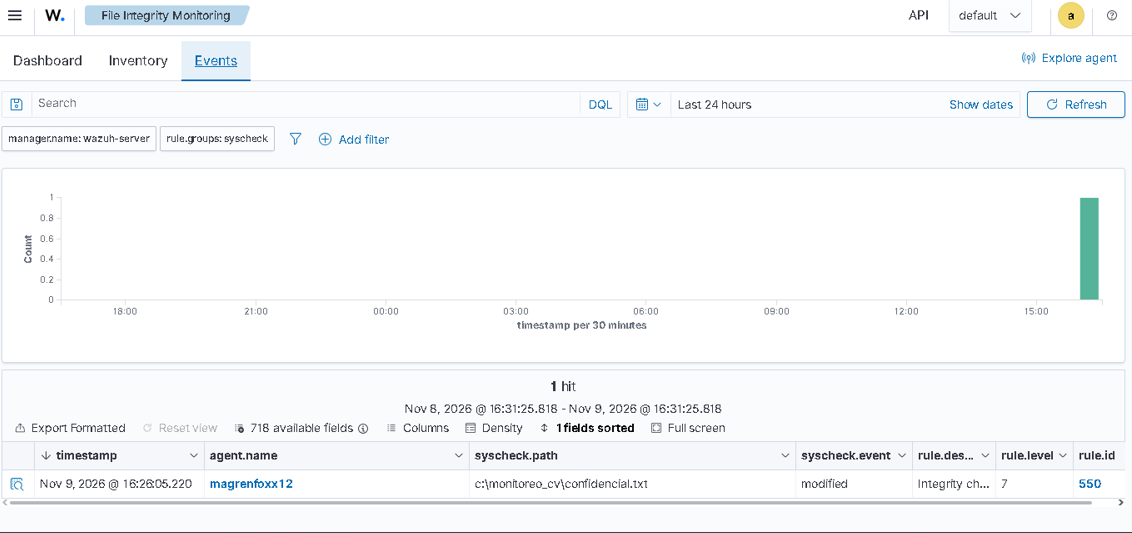 W. File Integrity Monitoring API default a
Dashboard Inventory Events Explore agent
Search DQL Last 24 hours Show dates Refresh
manager.name: wazuh-server rule.groups: syscheck Add filter
1
0.8
0.6
0.4
0.2
0
Count
18:00 21:00 00:00 03:00 06:00 09:00 12:00 15:00
timestamp per 30 minutes
1 hit
Nov 8, 2026 @ 16:31:25.818 - Nov 9, 2026 @ 16:31:25.818
Export Formatted Reset view 718 available fields Columns Density 1 fields sorted Full screen
timestamp agent.name syscheck.path syscheck.event rule.des... rule.level rule.id
Nov 9, 2026 @ 16:26:05.220 magrenfoxx12 c:\monitoreo_cv\confidencial.txt modified Integrity ch... 7 550